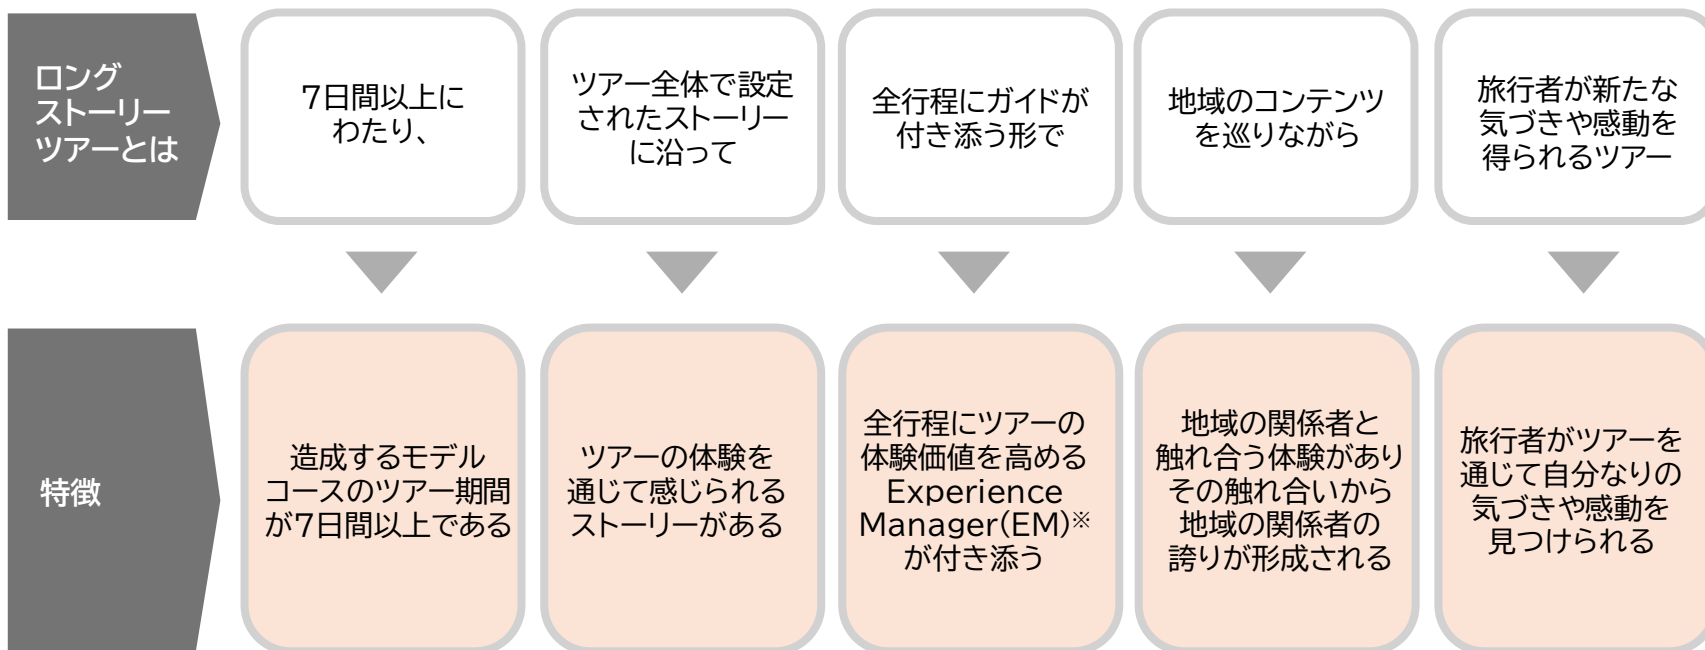 ロング
ストーリー
ツアーとは
7日間以上に
わたり、
ツアー全体で設定
されたストーリー
に沿って
全行程にガイドが
付き添う形で
地域のコンテンツ
を巡りながら
旅行者が新たな
気づきや感動を
得られるツアー
特徴
造成するモデル
コースのツアー期間
が7日間以上である
ツアーの体験を
通じて感じられる
ストーリーがある
全行程にツアーの
体験価値を高める
Experience
Manager(EM)※
が付き添う
地域の関係者と
触れ合う体験があり
その触れ合いから
地域の関係者の
誇りが形成される
旅行者がツアーを
通じて自分なりの
気づきや感動を
見つけられる